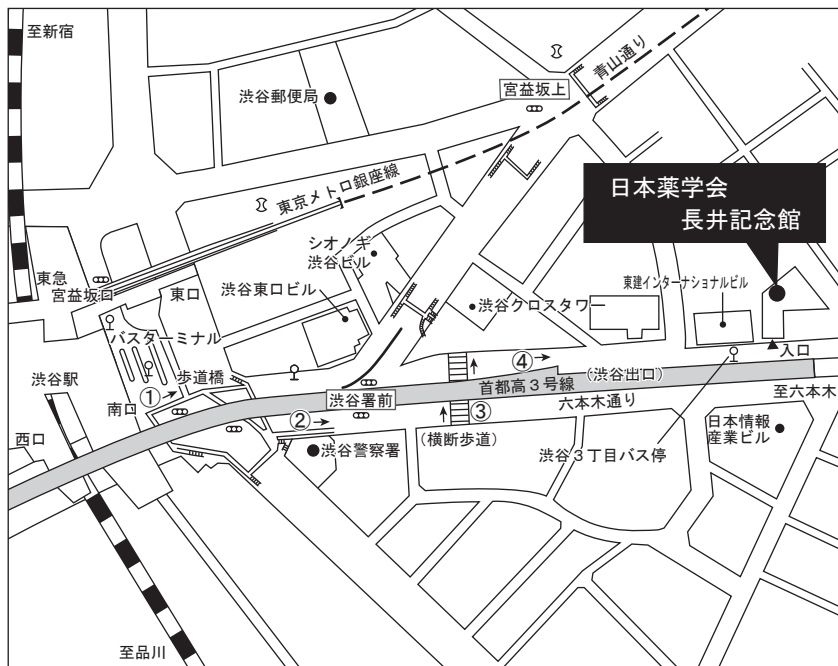 至新宿
渋谷郵便局
宮益坂上
青山通り
東京メトロ銀座線
日本薬学会
長井記念館
シオノギ
渋谷ビル
東急
宮益坂口
東口
渋谷東口ビル
渋谷クロスタワー
東建インターナショナルビル
バスターミナル
入口
渋谷駅
①
歩道橋
④
首都高3号線
(渋谷出口)
至六本木
南口
渋谷署前
六本木通り
西口
②
③
(横断歩道)
渋谷警察署
渋谷3丁目バス停
日本情報
産業ビル
至品川